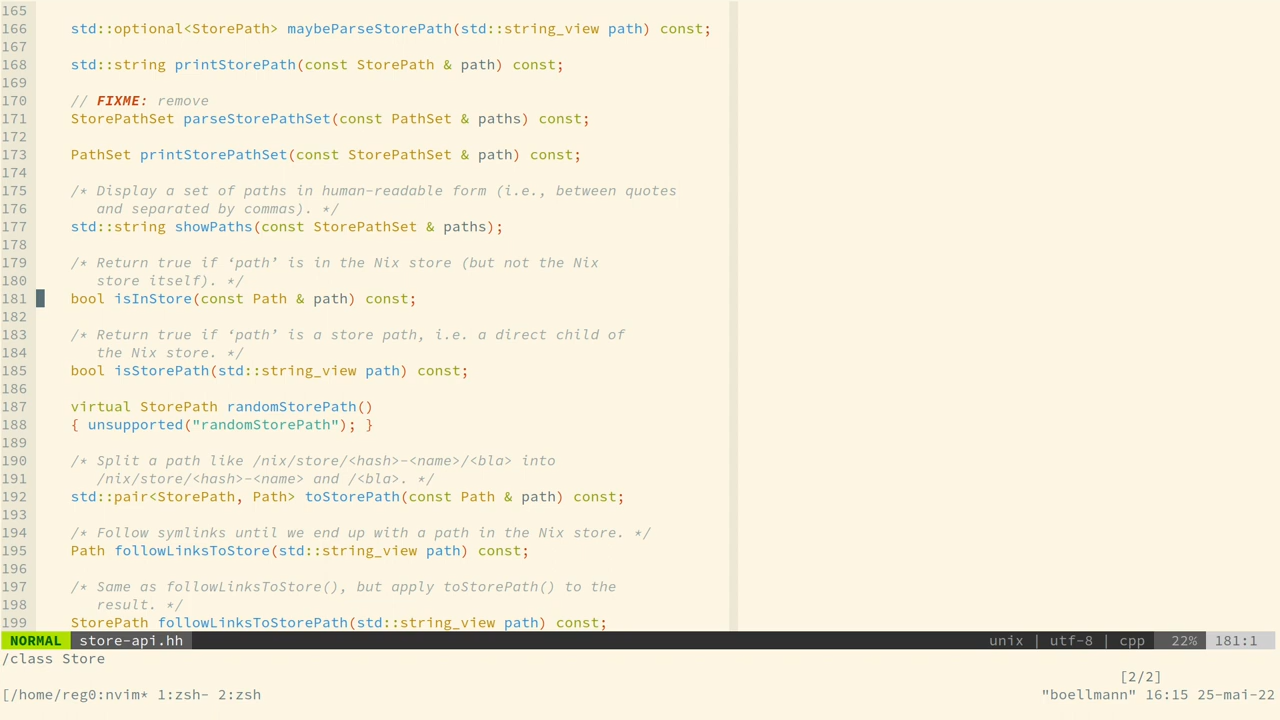 165
166     std::optional<StorePath> maybeParseStorePath(std::string_view path) const;
167
168     std::string printStorePath(const StorePath & path) const;
169
170     // FIXME: remove
171     StorePathSet parseStorePathSet(const PathSet & paths) const;
172
173     PathSet printStorePathSet(const StorePathSet & path) const;
174
175     /* Display a set of paths in human-readable form (i.e., between quotes
176        and separated by commas). */
177     std::string showPaths(const StorePathSet & paths);
178
179     /* Return true if ‘path’ is in the Nix store (but not the Nix
180        store itself). */
181     bool isInStore(const Path & path) const;
182
183     /* Return true if ‘path’ is a store path, i.e. a direct child of
184        the Nix store. */
185     bool isStorePath(std::string_view path) const;
186
187     virtual StorePath randomStorePath()
188     { unsupported("randomStorePath"); }
189
190     /* Split a path like /nix/store/<hash>-<name>/<bla> into
191        /nix/store/<hash>-<name> and /<bla>. */
192     std::pair<StorePath, Path> toStorePath(const Path & path) const;
193
194     /* Follow symlinks until we end up with a path in the Nix store. */
195     Path followLinksToStore(std::string_view path) const;
196
197     /* Same as followLinksToStore(), but apply toStorePath() to the
198        result. */
199     StorePath followLinksToStorePath(std::string_view path) const;
NORMAL store-api.hh unix | utf-8 | cpp 22% 181:1
/class Store
[2/2]
[/home/reg0:nvim* 1:zsh- 2:zsh "boellmann" 16:15 25-mai-22